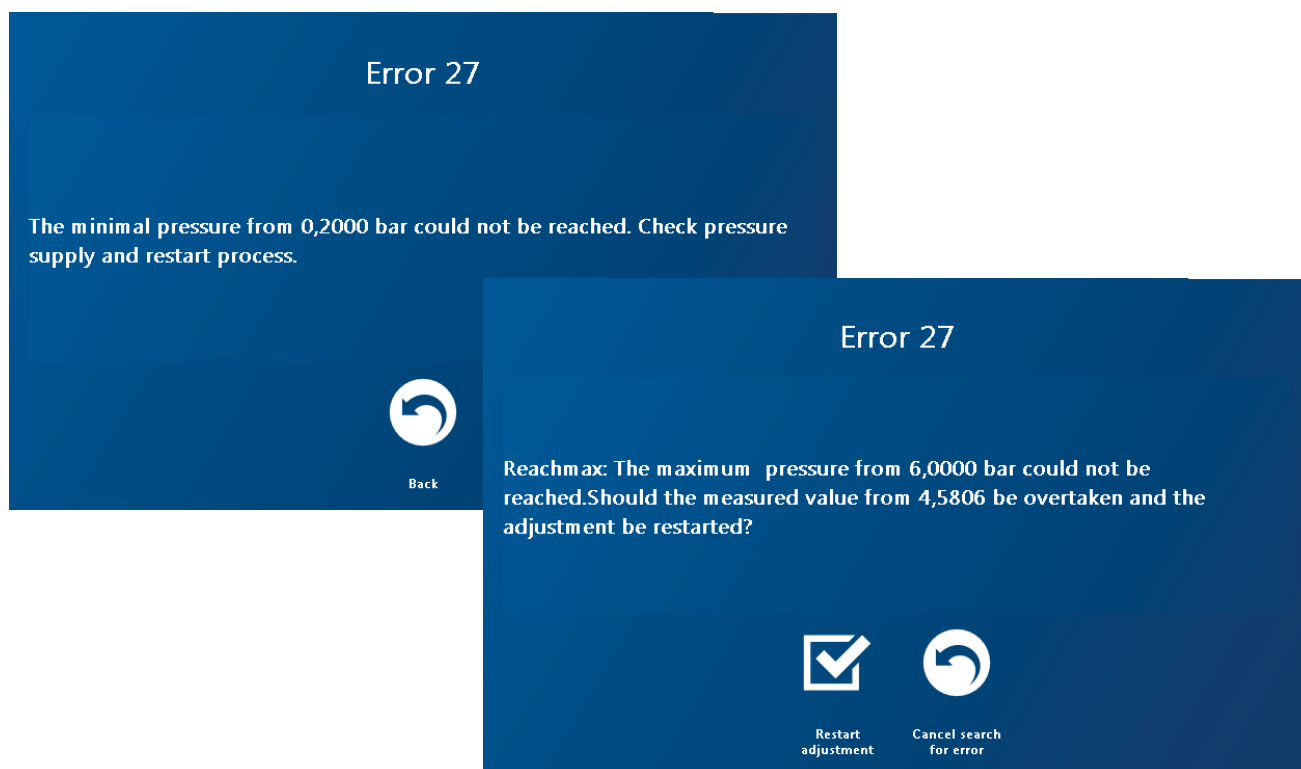 Error 27
The minimal pressure from 0,2000 bar could not be reached. Check pressure
supply and restart process.
Back
Error 27
Reachmax: The maximum  pressure from 6,0000 bar could not be
reached.Should the measured value from 4,5806 be overtaken and the
adjustment be restarted?
Restart
adjustment
Cancel search
for error